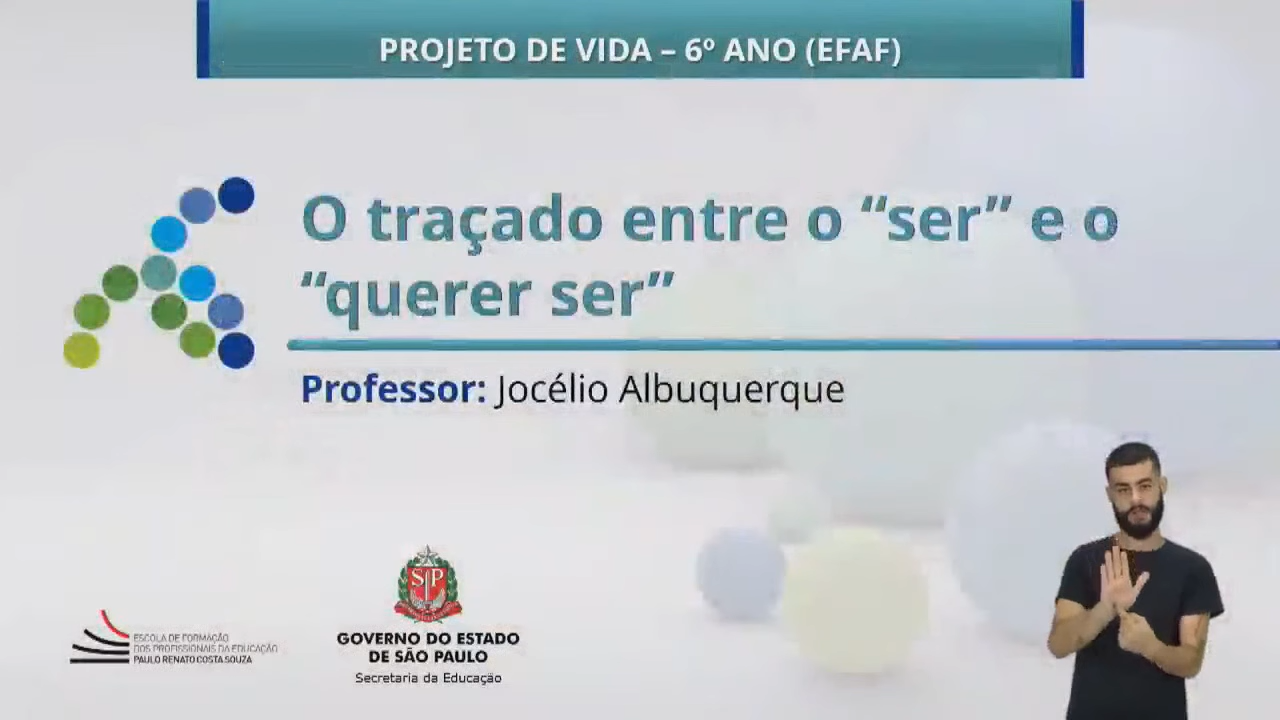 PROJETO DE VIDA – 6º ANO (EFAF)
O traçado entre o “ser” e o
“querer ser”
Professor: Jocélio Albuquerque
SP
ESCOLA DE FORMAÇÃO
DOS PROFISSIONAIS DA EDUCAÇÃO
PAULO RENATO COSTA SOUZA
GOVERNO DO ESTADO
DE SÃO PAULO
Secretaria da Educação